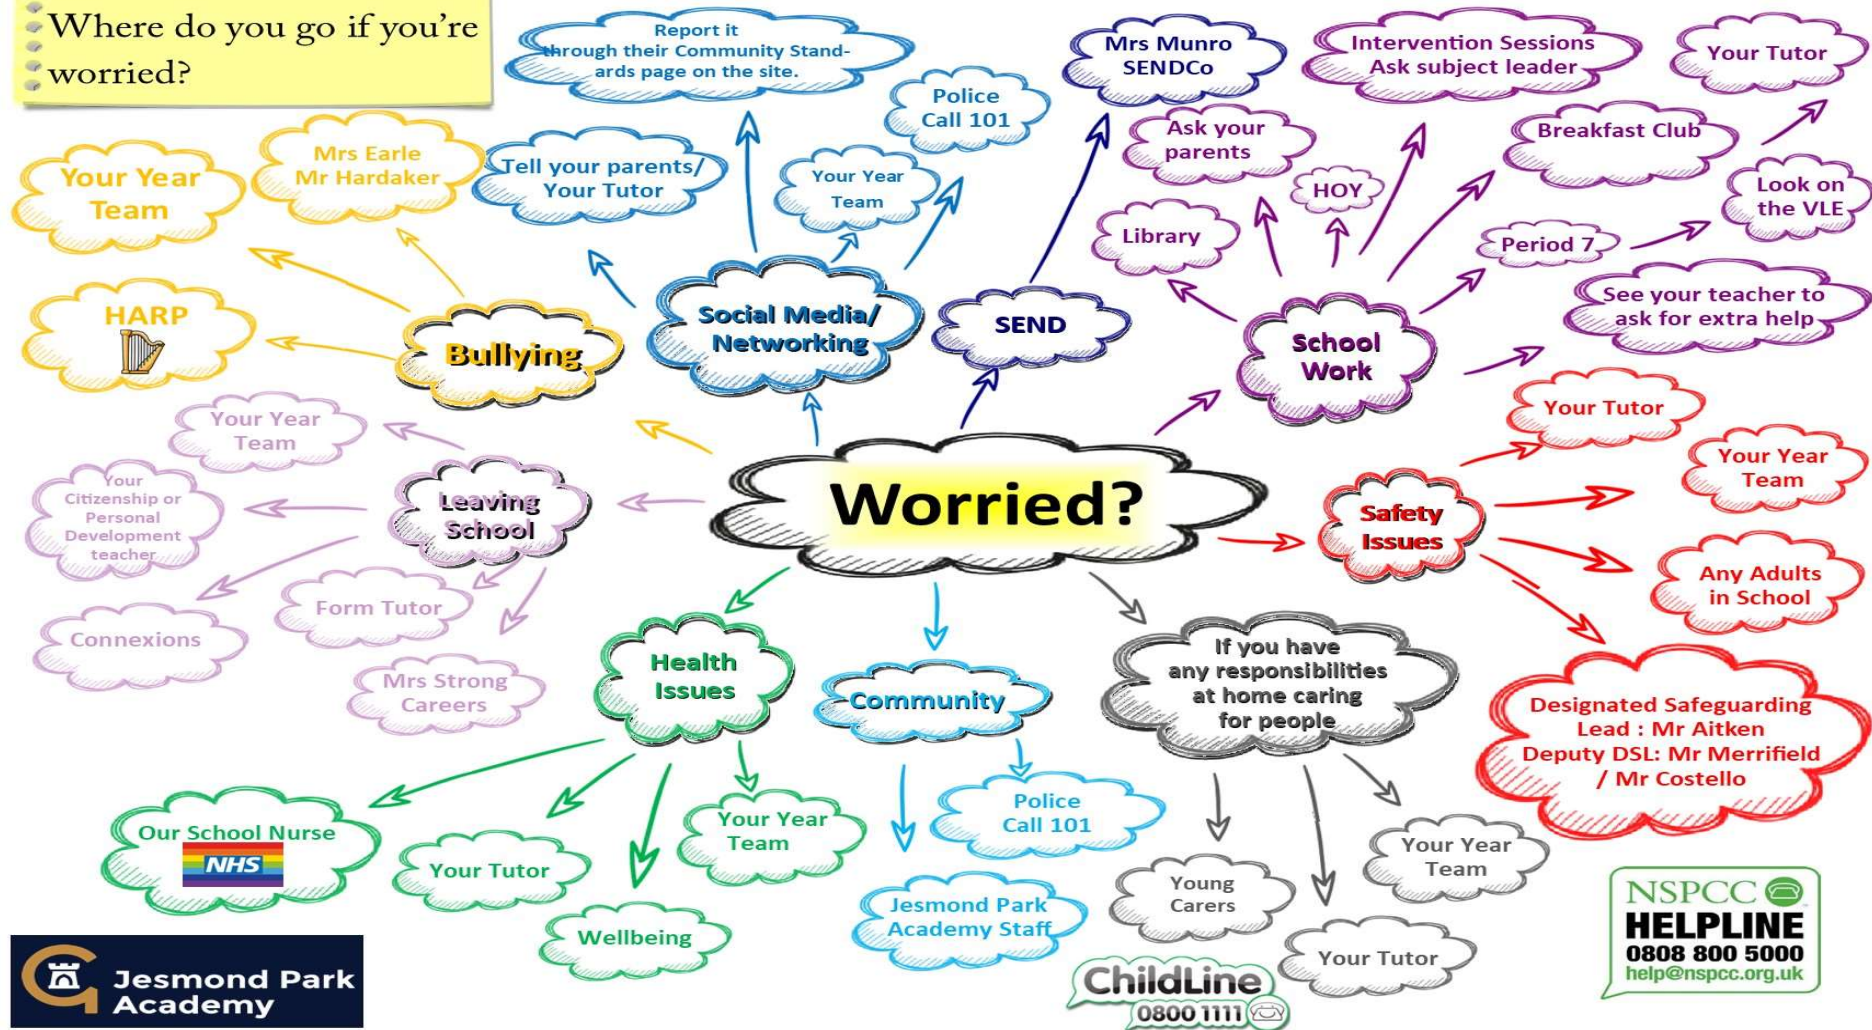 Where do you go if you're
worried?
Worried?
Bullying
Your Year
Team
Mrs Earle
Mr Hardaker
HARP
Social Media/
Networking
Tell your parents/
Your Tutor
Report it
through their Community Stand-
ards page on the site.
Your Year
Team
Police
Call 101
SEND
Mrs Munro
SENDCo
School
Work
Library
Ask your
parents
HOY
Intervention Sessions
Ask subject leader
Breakfast Club
Your Tutor
Period 7
Look on
the VLE
See your teacher to
ask for extra help
Safety
Issues
Your Tutor
Your Year
Team
Any Adults
in School
Designated Safeguarding
Lead : Mr Aitken
Deputy DSL: Mr Merrifield
/ Mr Costello
If you have
any responsibilities
at home caring
for people
Young
Carers
Your Tutor
Your Year
Team
Community
Police
Call 101
Jesmond Park
Academy Staff
Health
Issues
Our School Nurse
NHS
Your Tutor
Wellbeing
Your Year
Team
Leaving
School
Your Year
Team
Your
Citizenship or
Personal
Development
teacher
Connexions
Form Tutor
Mrs Strong
Careers
Jesmond Park
Academy
ChildLine
0800 1111
NSPCC
HELPLINE
0808 800 5000
help@nspcc.org.uk